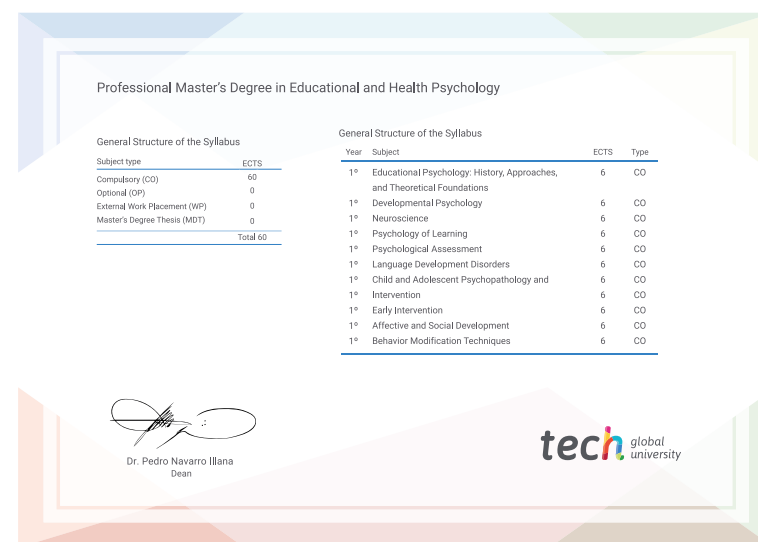 Professional Master's Degree in Educational and Health Psychology
General Structure of the Syllabus
Subject type ECTS
Compulsory (CO) 60
Optional (OP) 0
External Work Placement (WP) 0
Master's Degree Thesis (MDT) 0
Total 60
General Structure of the Syllabus
Year Subject ECTS Type
1º Educational Psychology: History, Approaches, 6 CO
and Theoretical Foundations
1º Developmental Psychology 6 CO
1º Neuroscience 6 CO
1º Psychology of Learning 6 CO
1º Psychological Assessment 6 CO
1º Language Development Disorders 6 CO
1º Child and Adolescent Psychopathology and 6 CO
1º Intervention 6 CO
1º Early Intervention 6 CO
1º Affective and Social Development 6 CO
1º Behavior Modification Techniques 6 CO
Dr. Pedro Navarro Illana
Dean
tech global
university